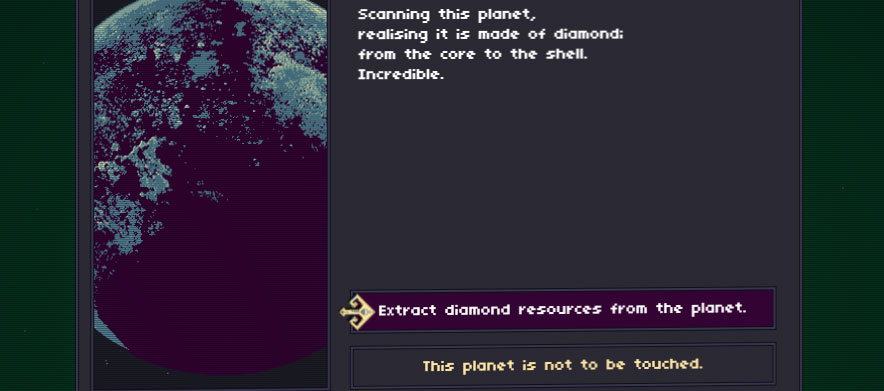 Scanning this planet,
realising it is made of diamond;
from the core to the shell.
Incredible.
Extract diamond resources from the planet.
This planet is not to be touched.